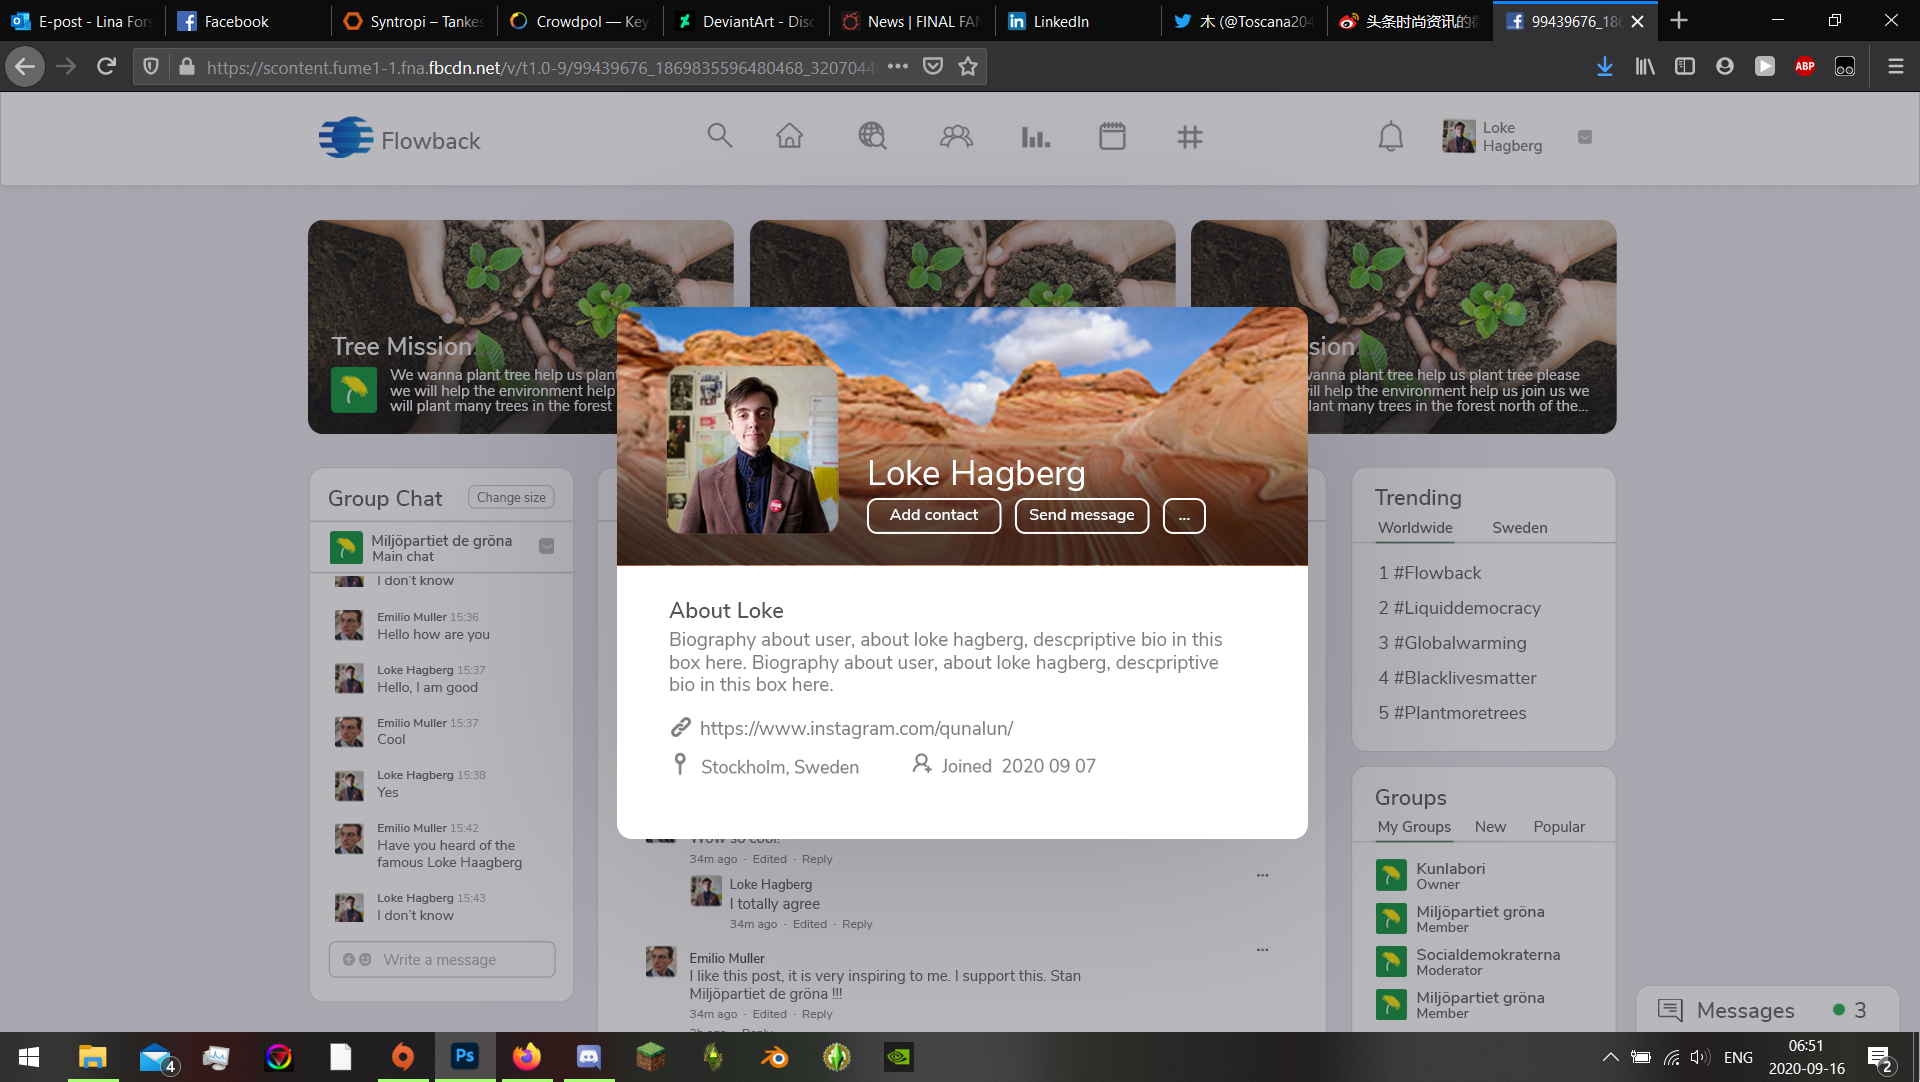 E-post – Lina Fors
Facebook
Syntropi – Tankes
Crowdpol — Key
DeviantArt - Disc
News | FINAL FAN
LinkedIn
木 (@Toscana204
头条时尚资讯的
99439676_186
https://scontent.fume1-1.fna.fbcdn.net/v/t1.0-9/99439676_1869835596480468_3207044
ABP
Flowback
Loke
Hagberg
Tree Mission...
We wanna plant tree help us plant
we will help the environment help
will plant many trees in the forest
sion...
anna plant tree help us plant tree please
ill help the environment help us join us we
lant many trees in the forest north of the...
Loke Hagberg
Add contact
Send message
...
About Loke
Biography about user, about loke hagberg, descpriptive bio in this
box here. Biography about user, about loke hagberg, descpriptive
bio in this box here.
https://www.instagram.com/qunalun/
Stockholm, Sweden
Joined 2020 09 07
Group Chat
Change size
Miljöpartiet de gröna
Main chat
I don't know
Emilio Muller 15:36
Hello how are you
Loke Hagberg 15:37
Hello, I am good
Emilio Muller 15:37
Cool
Loke Hagberg 15:38
Yes
Emilio Muller 15:42
Have you heard of the
famous Loke Haagberg
Loke Hagberg 15:43
I don't know
Write a message
Wow so cool!
34m ago · Edited · Reply
Loke Hagberg
I totally agree
34m ago · Edited · Reply
Emilio Muller
I like this post, it is very inspiring to me. I support this. Stan
Miljöpartiet de gröna !!!
34m ago · Edited · Reply
Trending
Worldwide
Sweden
1 #Flowback
2 #Liquiddemocracy
3 #Globalwarming
4 #Blacklivesmatter
5 #Plantmoretrees
Groups
My Groups
New
Popular
Kunlabori
Owner
Miljöpartiet gröna
Member
Socialdemokraterna
Moderator
Miljöpartiet gröna
Member
Messages
3
4
Ps
ENG
06:51
2020-09-16
2